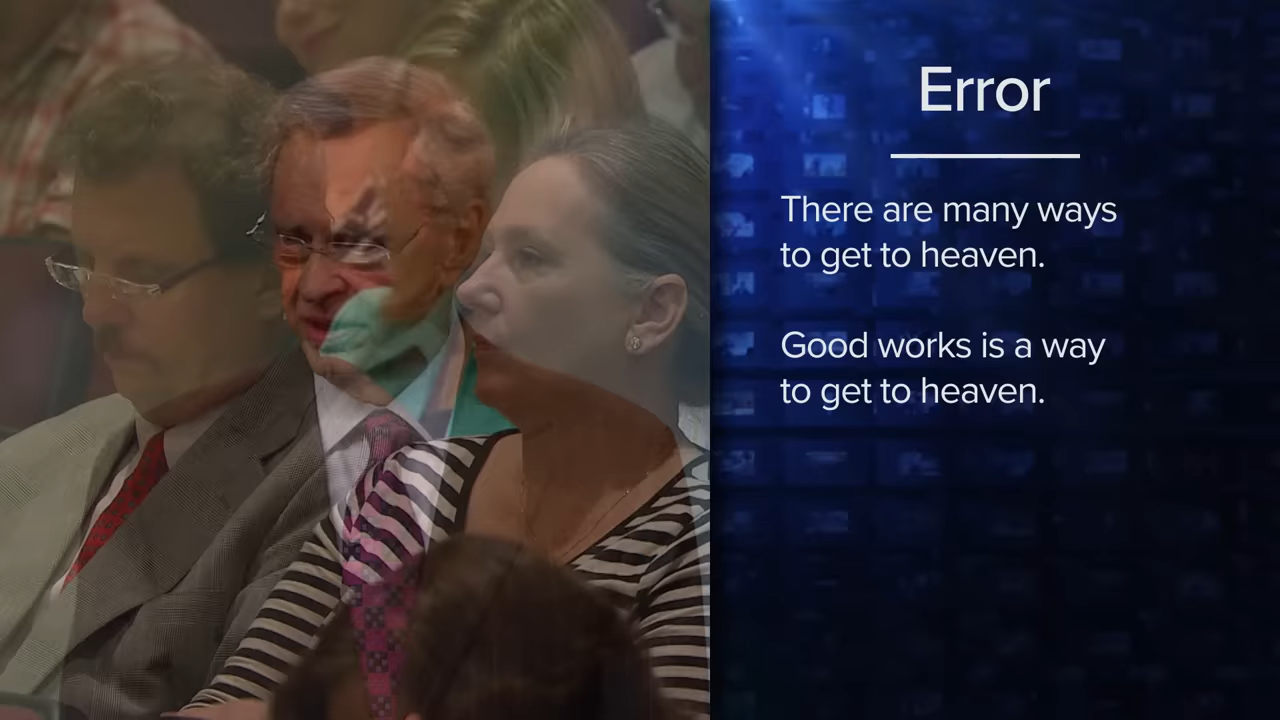 Error
There are many ways
to get to heaven.
Good works is a way
to get to heaven.